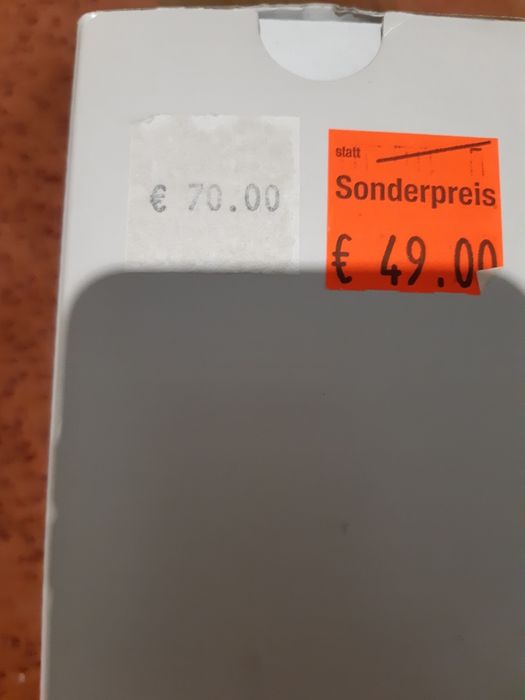 € 70.00
statt
Sonderpreis
€ 49.00